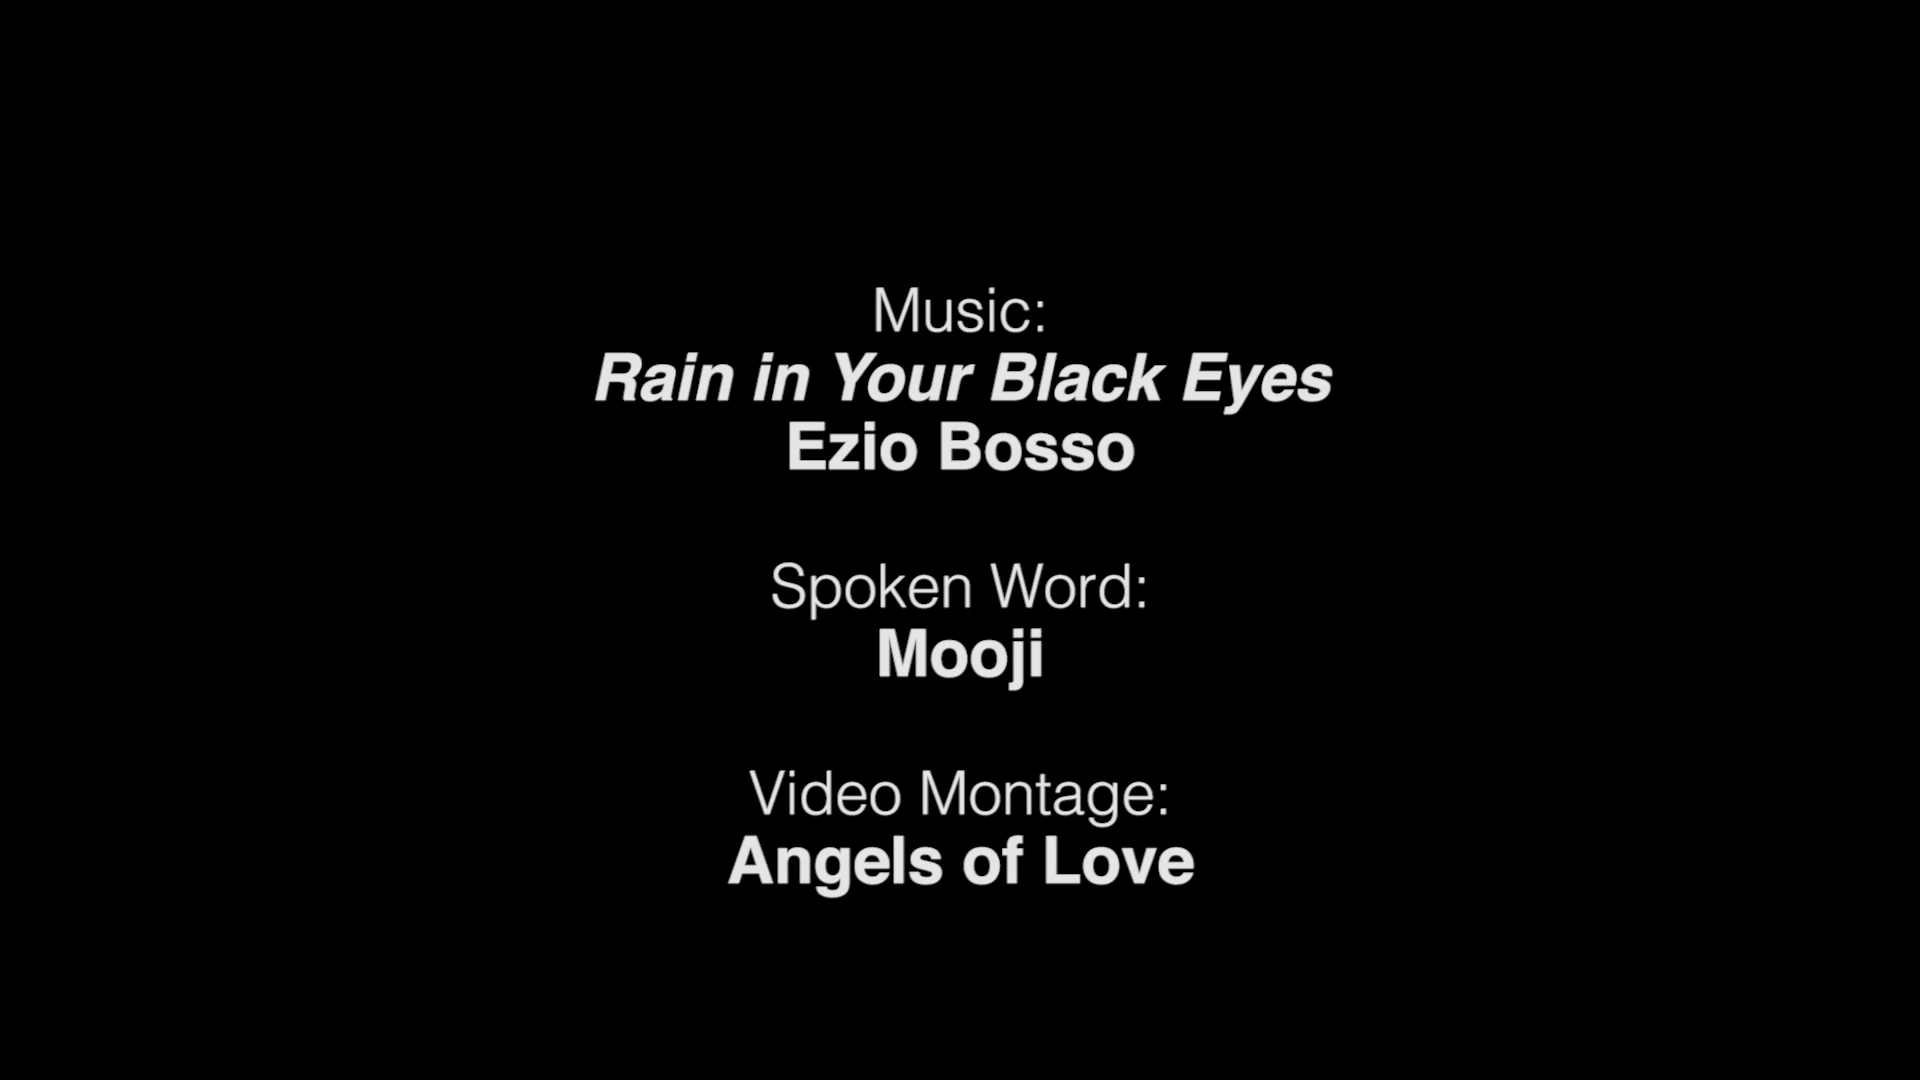 Music:
Rain in Your Black Eyes
Ezio Bosso
Spoken Word:
Mooji
Video Montage:
Angels of Love